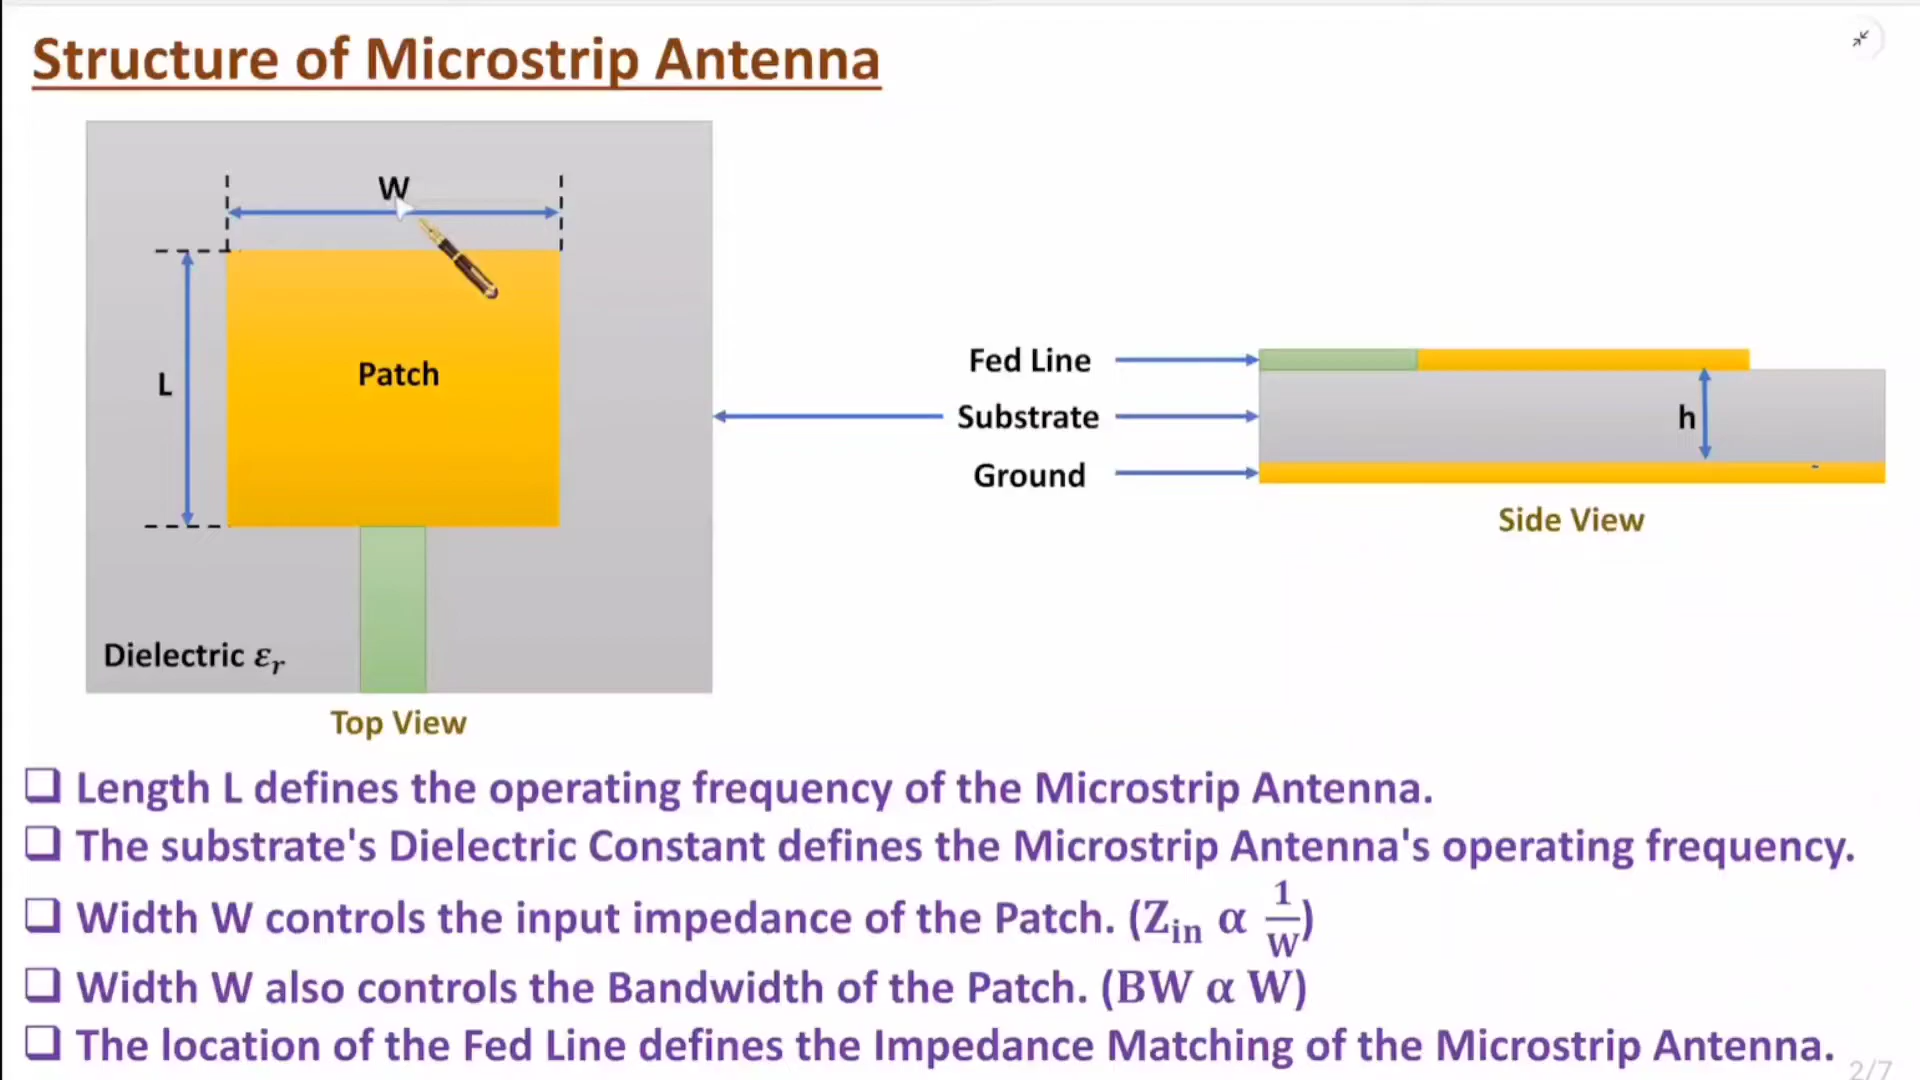 Structure of Microstrip Antenna
W
L
Patch
Dielectric εᵣ
Top View
Fed Line
Substrate
Ground
h
Side View
❑ Length L defines the operating frequency of the Microstrip Antenna.
❑ The substrate's Dielectric Constant defines the Microstrip Antenna's operating frequency.
❑ Width W controls the input impedance of the Patch. (Zᵢₙ α 1/W)
❑ Width W also controls the Bandwidth of the Patch. (BW α W)
❑ The location of the Fed Line defines the Impedance Matching of the Microstrip Antenna.
2/7